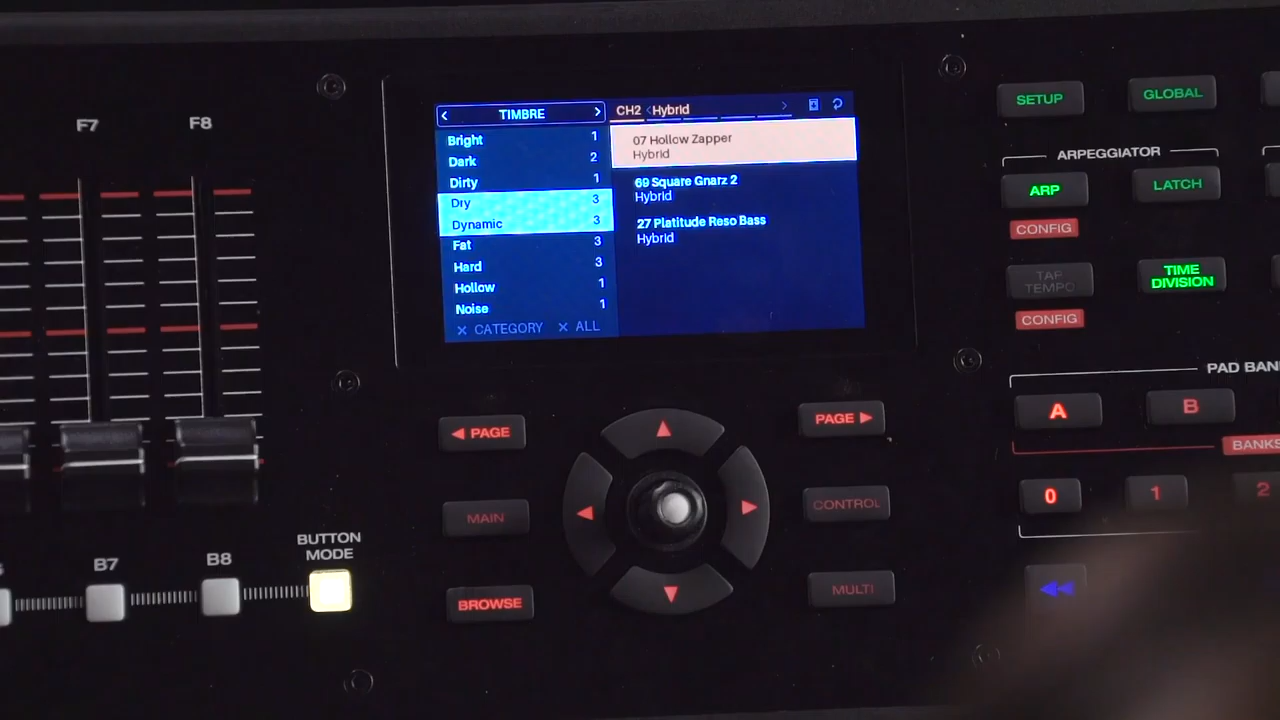 F7
F8
TIMBRE
Bright 1
Dark 2
Dirty 1
Dry 3
Dynamic 3
Fat 3
Hard 3
Hollow 1
Noise 1
× CATEGORY × ALL
CH2 Hybrid
07 Hollow Zapper
Hybrid
69 Square Gnarz 2
Hybrid
27 Platitude Reso Bass
Hybrid
SETUP
GLOBAL
ARPEGGIATOR
ARP
LATCH
CONFIG
TAP
TEMPO
TIME
DIVISION
CONFIG
PAD BAN
A
B
BANKS
0
1
2
PAGE
PAGE
MAIN
CONTROL
BROWSE
MULTI
BUTTON
MODE
B7
B8